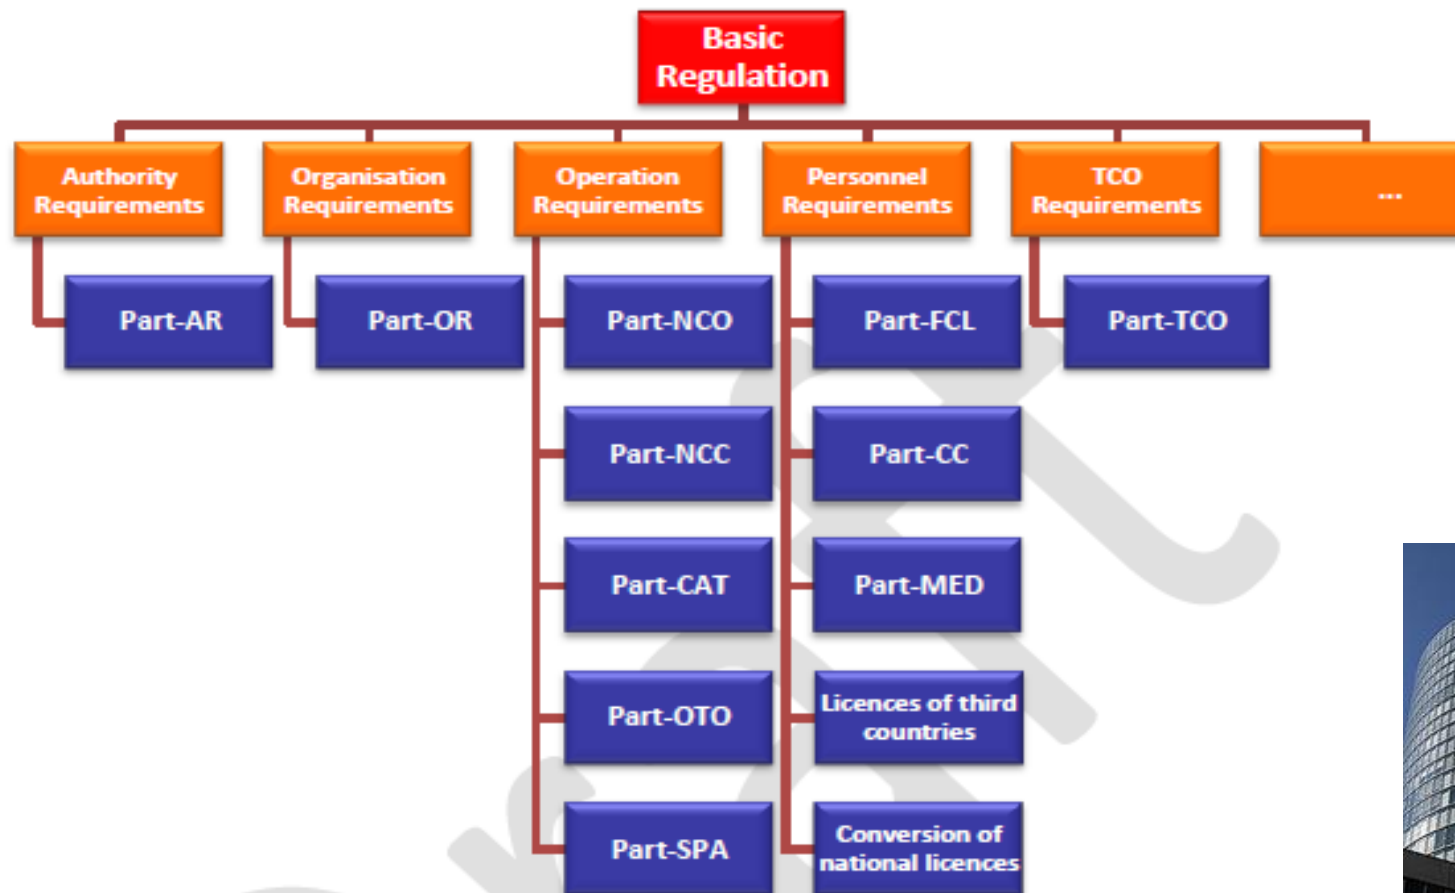 Basic
Regulation
Authority
Requirements
Organisation
Requirements
Operation
Requirements
Personnel
Requirements
TCO
Requirements
...
Part-AR
Part-OR
Part-NCO
Part-FCL
Part-TCO
Part-NCC
Part-CC
Part-CAT
Part-MED
Part-OTO
Licences of third
countries
Part-SPA
Conversion of
national licences